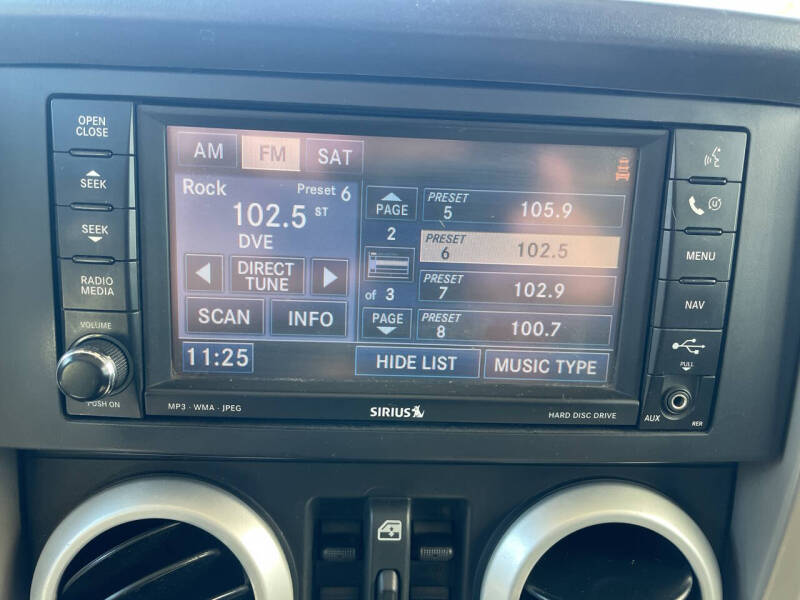 OPEN
CLOSE
SEEK
SEEK
RADIO
MEDIA
VOLUME
PUSH ON
AM FM SAT
Rock Preset 6
102.5 ST
DVE
DIRECT
TUNE
SCAN INFO
11:25
PAGE
2
of 3
PAGE
PRESET
5 105.9
PRESET
6 102.5
PRESET
7 102.9
PRESET
8 100.7
HIDE LIST MUSIC TYPE
MP3 · WMA · JPEG
SIRIUS
HARD DISC DRIVE
U
MENU
NAV
PULL
AUX
RER